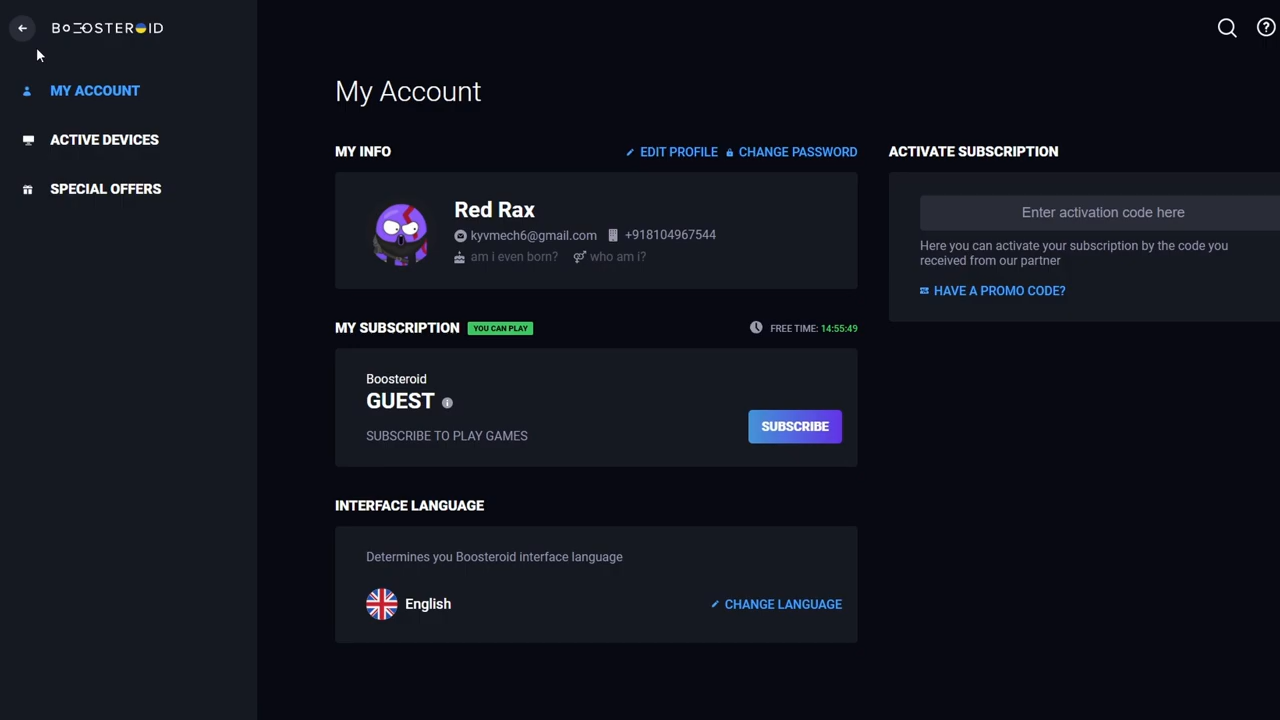 BOOSTEROID
MY ACCOUNT
ACTIVE DEVICES
SPECIAL OFFERS
My Account
MY INFO
EDIT PROFILE
CHANGE PASSWORD
Red Rax
kyvmech6@gmail.com
+918104967544
am i even born?
who am i?
MY SUBSCRIPTION
YOU CAN PLAY
FREE TIME: 14:55:49
Boosteroid
GUEST
SUBSCRIBE TO PLAY GAMES
SUBSCRIBE
INTERFACE LANGUAGE
Determines you Boosteroid interface language
English
CHANGE LANGUAGE
ACTIVATE SUBSCRIPTION
Enter activation code here
Here you can activate your subscription by the code you
received from our partner
HAVE A PROMO CODE?